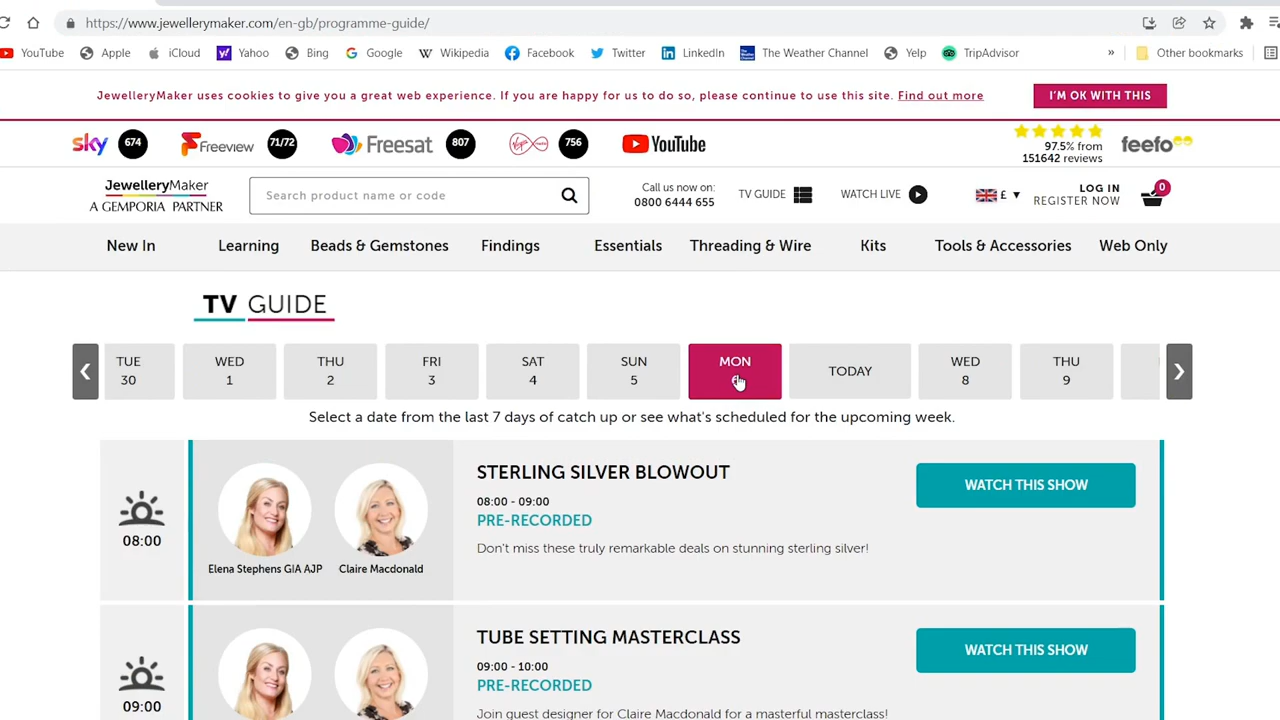 https://www.jewellerymaker.com/en-gb/programme-guide/
YouTube Apple iCloud Yahoo Bing Google Wikipedia Facebook Twitter LinkedIn The Weather Channel Yelp TripAdvisor » Other bookmarks
JewelleryMaker uses cookies to give you a great web experience. If you are happy for us to do so, please continue to use this site. Find out more I'M OK WITH THIS
sky 674 Freeview 71/72 Freesat 807 756 YouTube 97.5% from 151642 reviews feefo
JewelleryMaker
A GEMPORIA PARTNER
Search product name or code
Call us now on:
0800 6444 655
TV GUIDE
WATCH LIVE
£ ▼
LOG IN
REGISTER NOW
0
New In Learning Beads & Gemstones Findings Essentials Threading & Wire Kits Tools & Accessories Web Only
TV GUIDE
❮ TUE WED THU FRI SAT SUN MON TODAY WED THU ❯
30 1 2 3 4 5 8 9
Select a date from the last 7 days of catch up or see what's scheduled for the upcoming week.
08:00
Elena Stephens GIA AJP Claire Macdonald
STERLING SILVER BLOWOUT
08:00 - 09:00
PRE-RECORDED
Don't miss these truly remarkable deals on stunning sterling silver!
WATCH THIS SHOW
09:00
TUBE SETTING MASTERCLASS
09:00 - 10:00
PRE-RECORDED
Join guest designer for Claire Macdonald for a masterful masterclass!
WATCH THIS SHOW